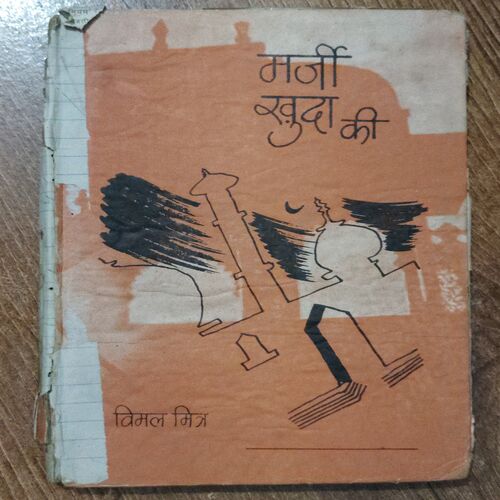 मर्जी
ख़ुदा की
विमल मित्र